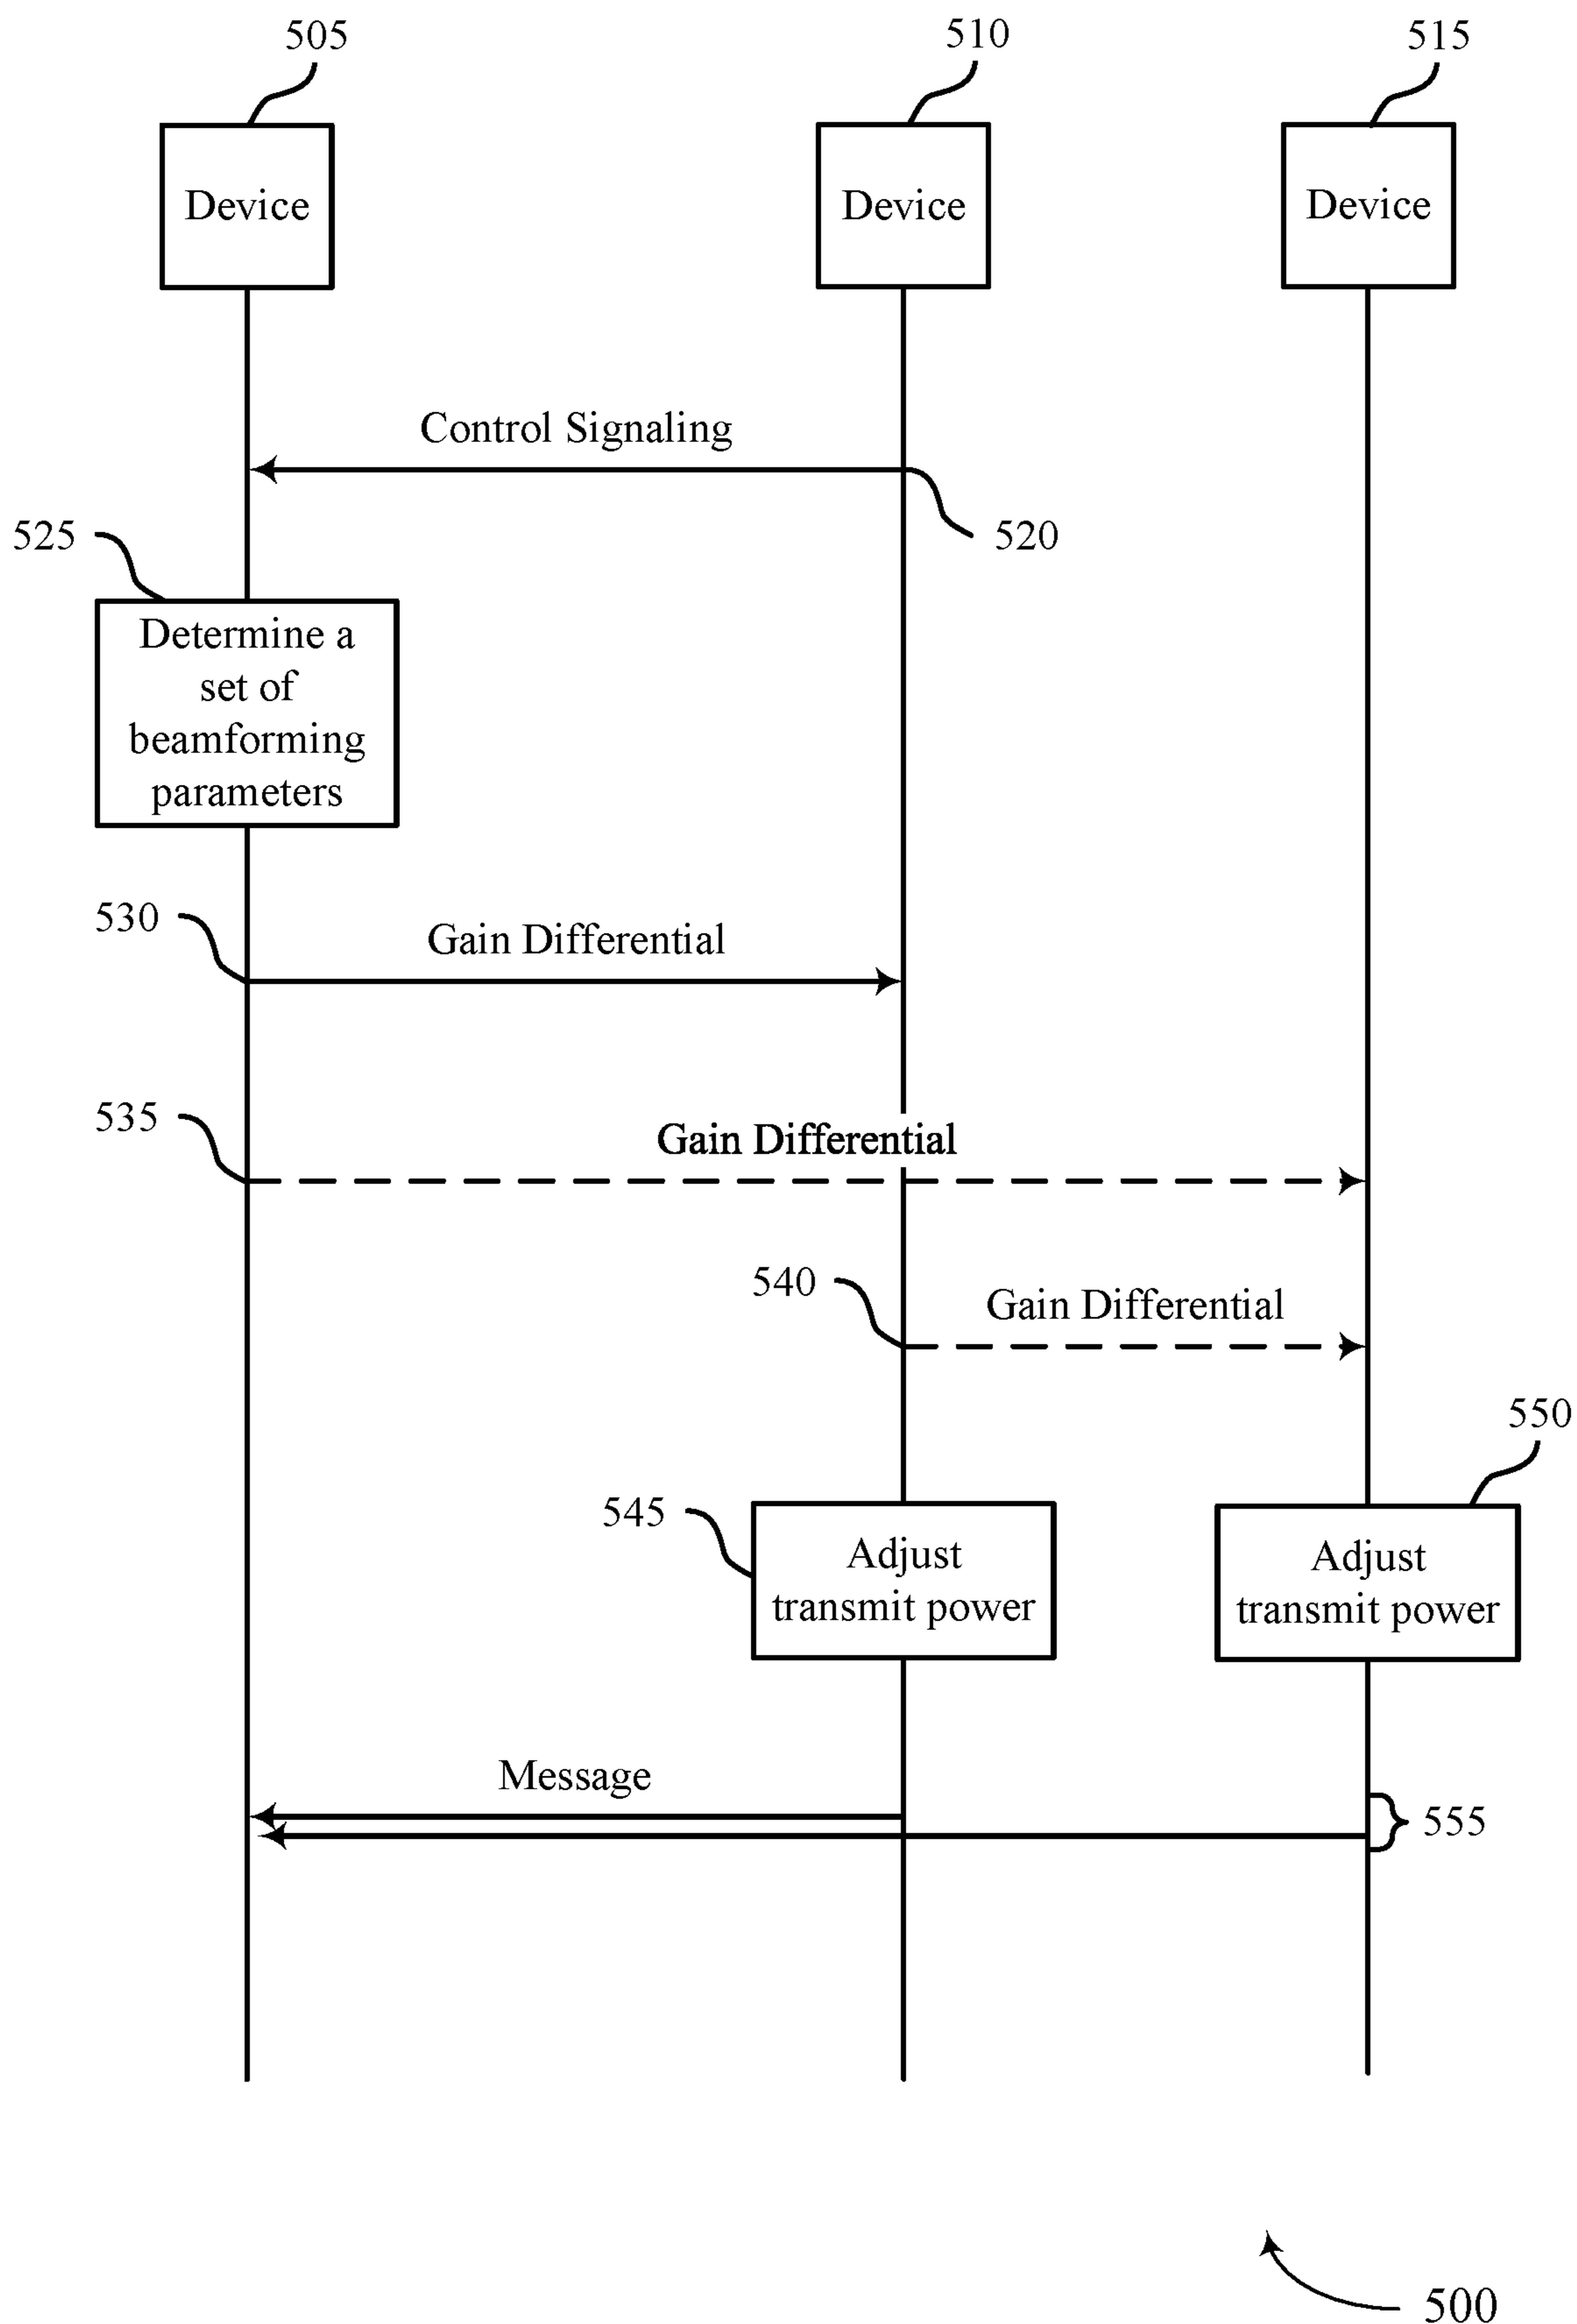 505
510
515
Device
Device
Device
Control Signaling
520
525
Determine a
set of
beamforming
parameters
530
Gain Differential
535
Gain Differential
540
Gain Differential
550
545
Adjust
transmit power
Adjust
transmit power
Message
555
500